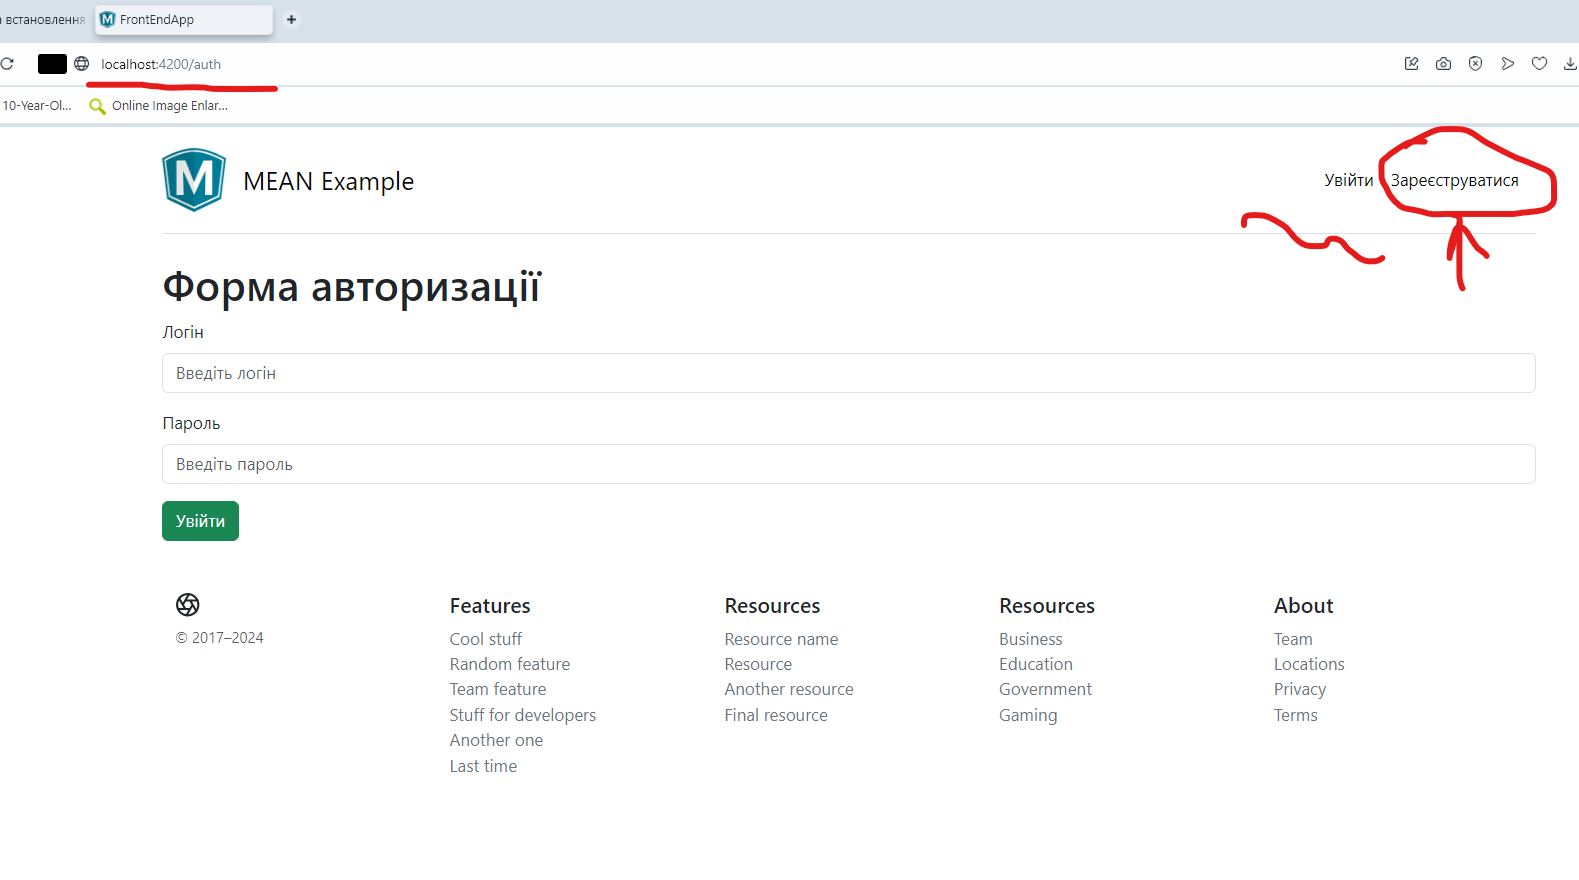 а встановлення
FrontEndApp
localhost:4200/auth
10-Year-Ol...
Online Image Enlar...
M
MEAN Example
Увійти
Зареєструватися
Форма авторизації
Логін
Введіть логін
Пароль
Введіть пароль
Увійти
© 2017–2024
Features
Cool stuff
Random feature
Team feature
Stuff for developers
Another one
Last time
Resources
Resource name
Resource
Another resource
Final resource
Resources
Business
Education
Government
Gaming
About
Team
Locations
Privacy
Terms